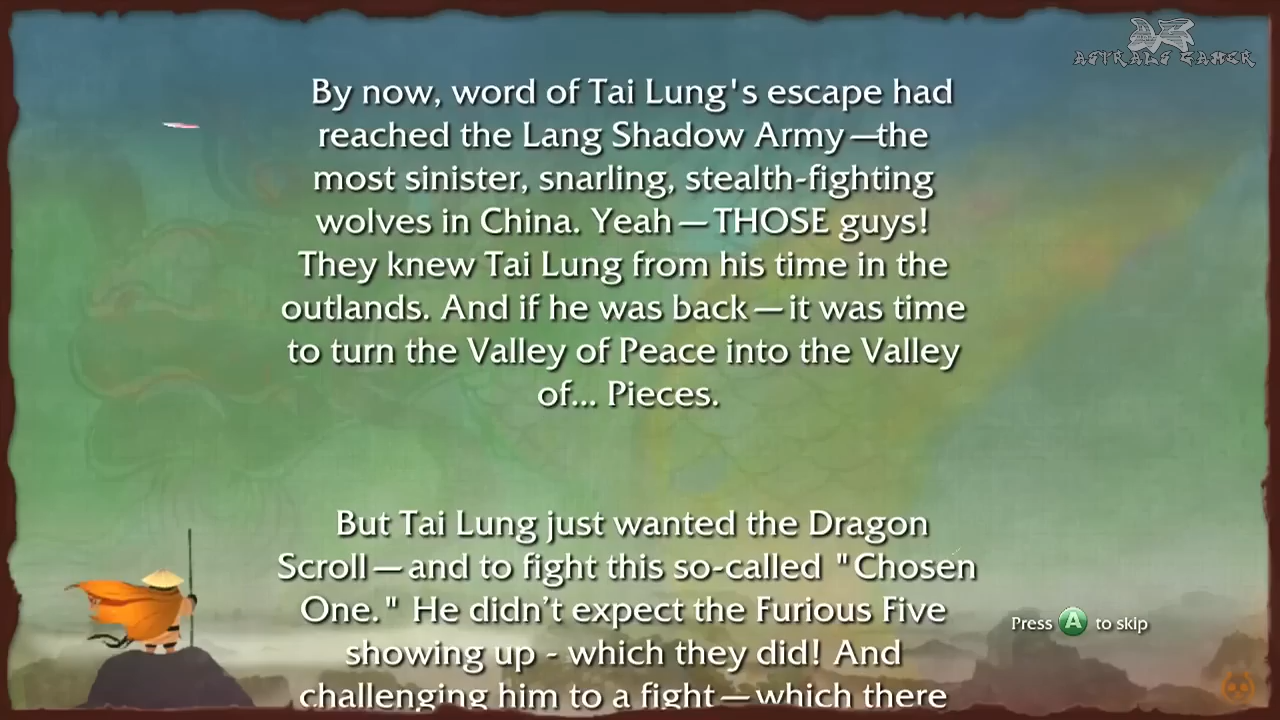 ASTRALS GAMER
By now, word of Tai Lung's escape had
reached the Lang Shadow Army—the
most sinister, snarling, stealth-fighting
wolves in China. Yeah—THOSE guys!
They knew Tai Lung from his time in the
outlands. And if he was back—it was time
to turn the Valley of Peace into the Valley
of... Pieces.
But Tai Lung just wanted the Dragon
Scroll—and to fight this so-called "Chosen
One." He didn't expect the Furious Five
showing up - which they did! And
challenging him to a fight—which there
Press A to skip